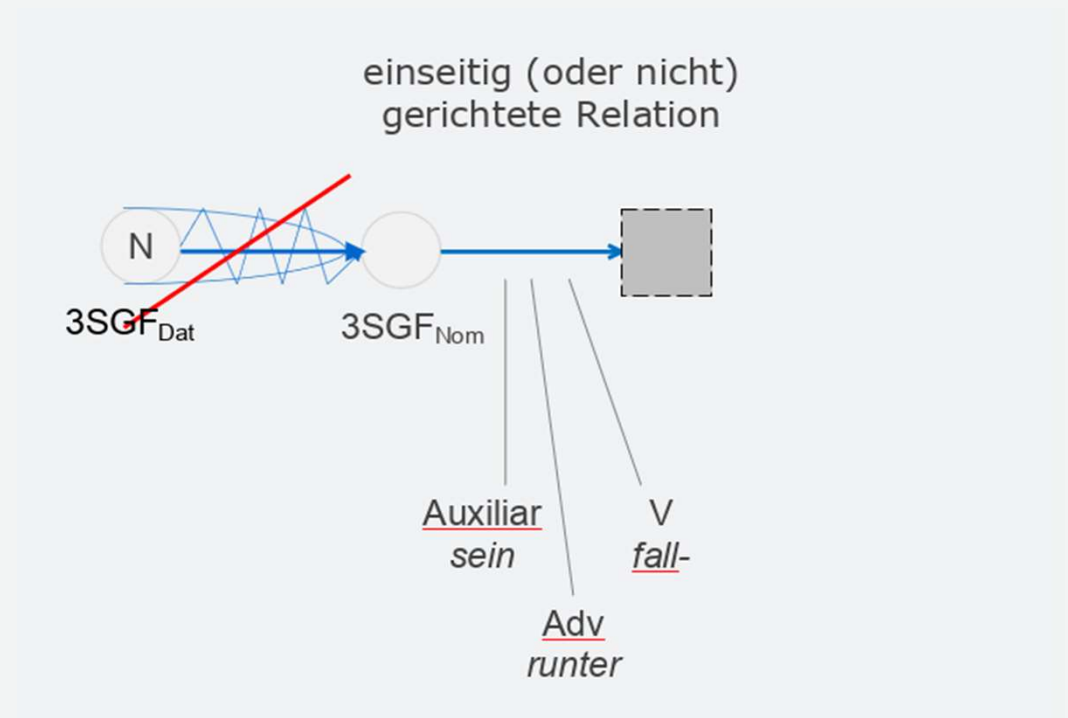 einseitig (oder nicht)
gerichtete Relation
N
3SGFDat
3SGFNom
Auxiliar
sein
V
fall-
Adv
runter